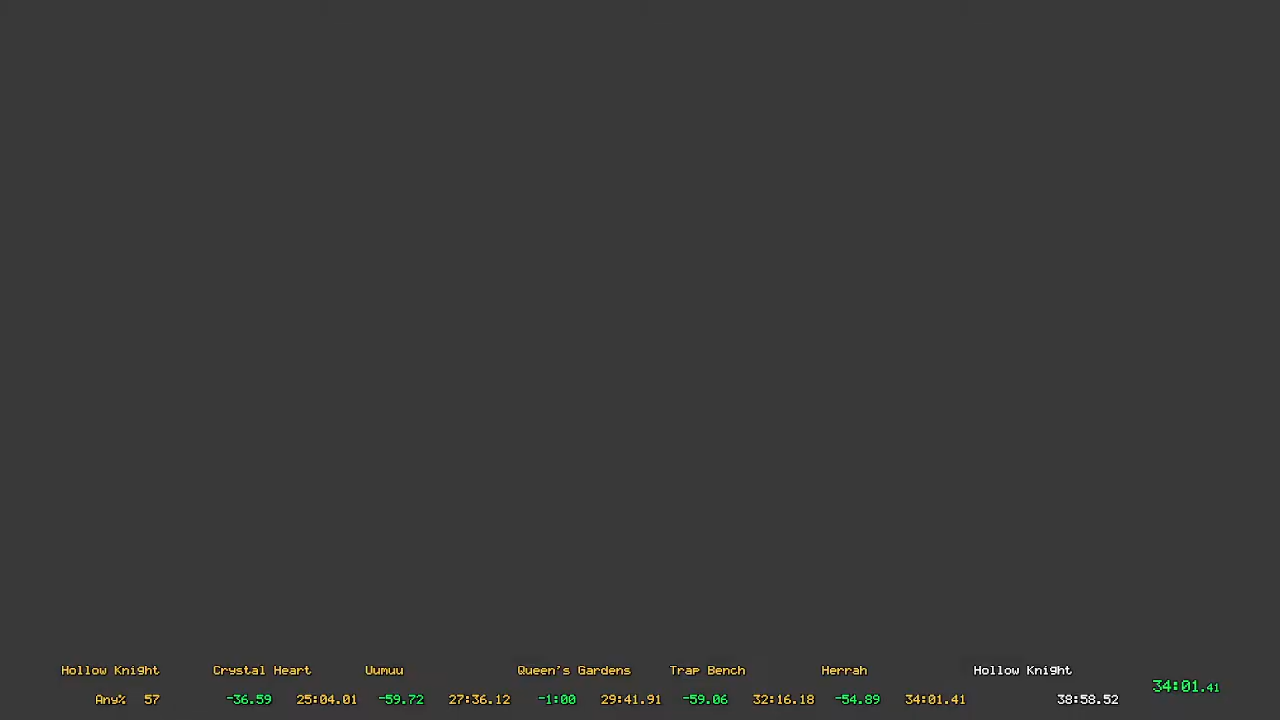 Hollow Knight Crystal Heart Uumuu Queen's Gardens Trap Bench Herrah Hollow Knight
34:01.41
Any% 57 -36.59 25:04.01 -59.72 27:36.12 -1:00 29:41.91 -59.06 32:16.18 -54.89 34:01.41 38:58.52